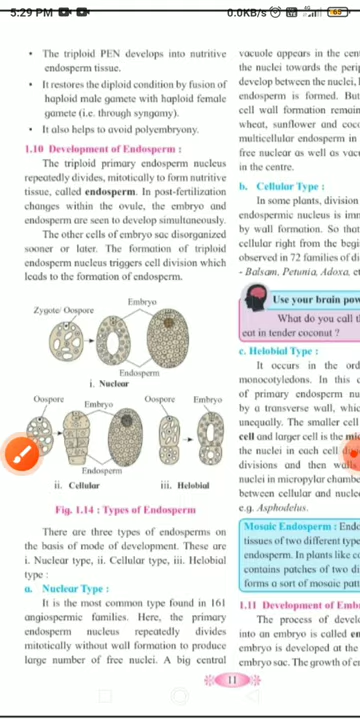 5:29 PM
0.0KB/s
• The triploid PEN develops into nutritive
endosperm tissue.
• It restores the diploid condition by fusion of
haploid male gamete with haploid female
gamete (i.e. through syngamy).
• It also helps to avoid polyembryony.
1.10 Development of Endosperm :
The triploid primary endosperm nucleus
repeatedly divides, mitotically to form nutritive
tissue, called endosperm. In post-fertilization
changes within the ovule, the embryo and
endosperm are seen to develop simultaneously.
The other cells of embryo sac disorganized
sooner or later. The formation of triploid
endosperm nucleus triggers cell division which
leads to the formation of endosperm.
Zygote/ Oospore
Embryo
Endosperm
i. Nuclear
Oospore
Embryo
Oospore
Embryo
Endosperm
ii. Cellular
iii. Helobial
Fig. 1.14 : Types of Endosperm
There are three types of endosperms on
the basis of mode of development. These are
i. Nuclear type, ii. Cellular type, iii. Helobial
type :
a. Nuclear Type :
It is the most common type found in 161
angiospermic families. Here, the primary
endosperm nucleus repeatedly divides
mitotically without wall formation to produce
large number of free nuclei. A big central
vacuole appears in the cent
the nuclei towards the perip
develop between the nuclei,
endosperm is formed. But
cell wall formation remain
wheat, sunflower and coco
multicellular endosperm in
free nuclear as well as vac
in the centre.
b. Cellular Type :
In some plants, division
endospermic nucleus is imm
by wall formation. So that
cellular right from the begi
observed in 72 families of di
- Balsam, Petunia, Adoxa, et
Use your brain pow
What do you call t
eat in tender coconut ?
c. Helobial Type :
It occurs in the ord
monocotyledons. In this c
of primary endosperm nu
by a transverse wall, whic
unequally. The smaller cell
cell and larger cell is the mic
the nuclei in each cell
divisions and then walls
nuclei in micropylar chambe
between cellular and nucle
e.g. Asphodelus.
Mosaic Endosperm : Endo
tissues of two different type
endosperm. In plants like co
contains patches of two di
forms a sort of mosaic patt
1.11 Development of Emb
The process of develo
into an embryo is called en
embryo is developed at the
embryo sac. The growth of en
11